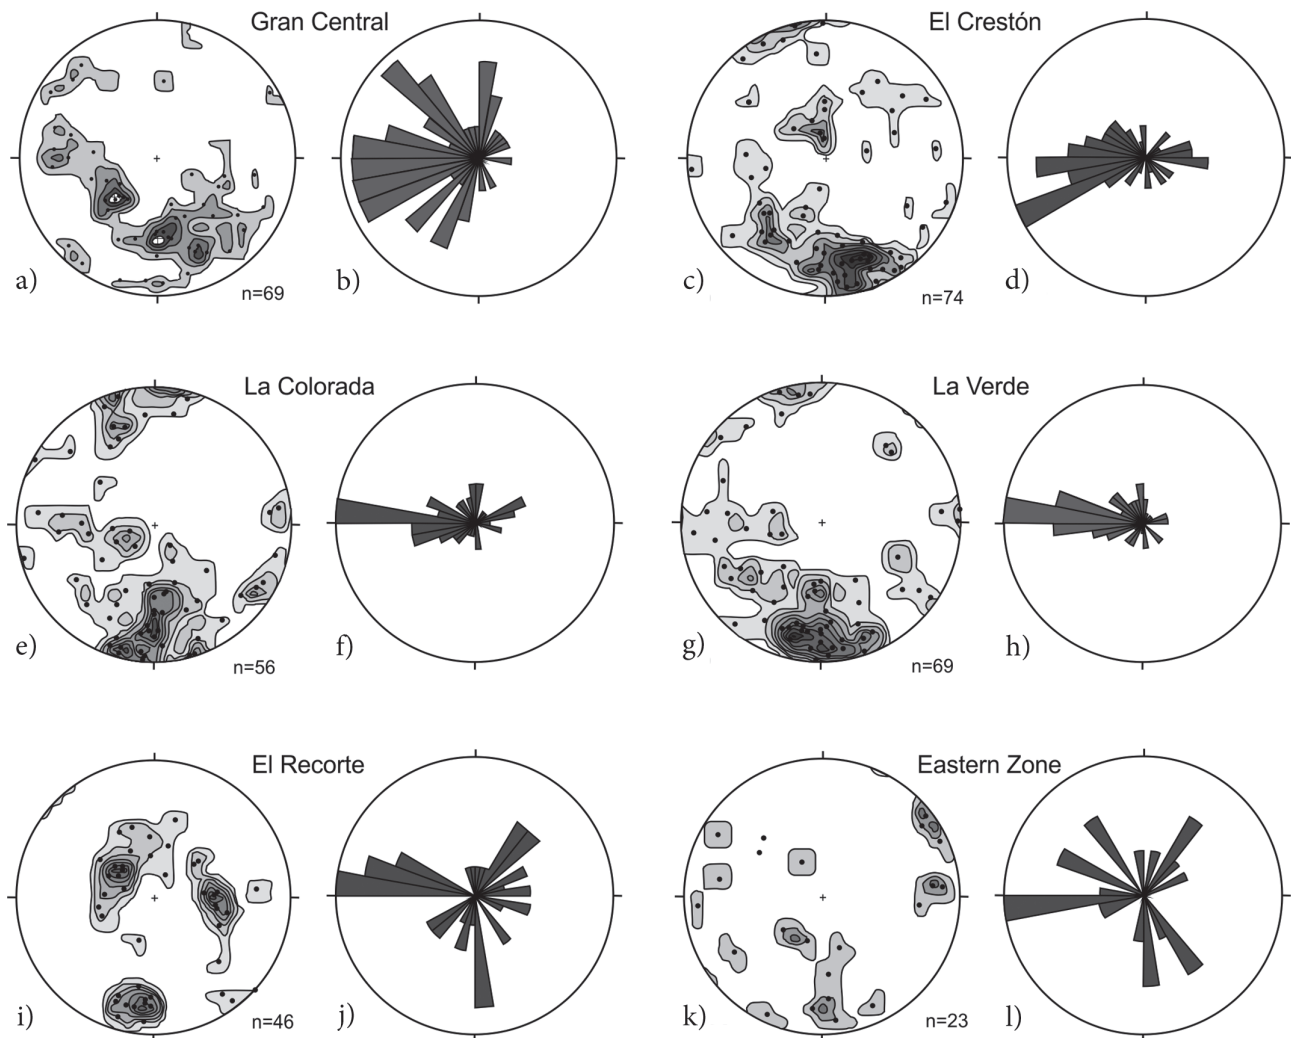 Gran Central
El Crestón
a)
b)
n=69
c)
d)
n=74
La Colorada
La Verde
e)
f)
n=56
g)
h)
n=69
El Recorte
Eastern Zone
i)
j)
n=46
k)
l)
n=23